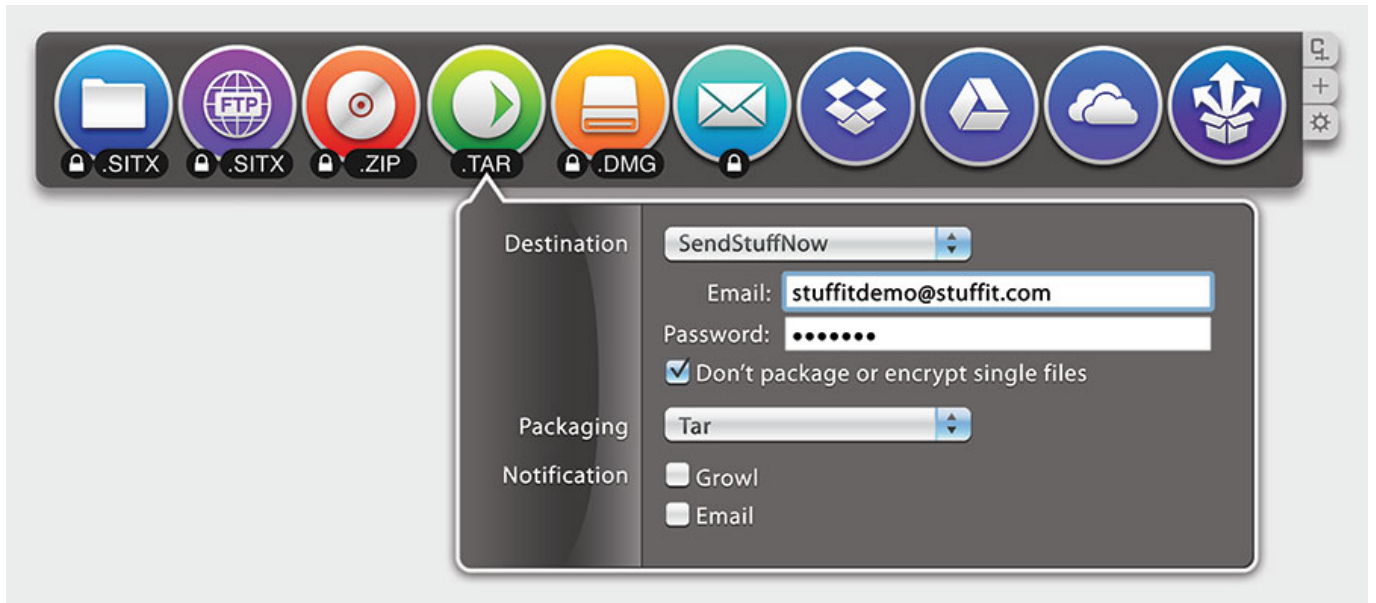 FTP
.SITX .SITX .ZIP .TAR .DMG
Destination SendStuffNow
Email: stuffitdemo@stuffit.com
Password: •••••••
Don't package or encrypt single files
Packaging Tar
Notification Growl
Email